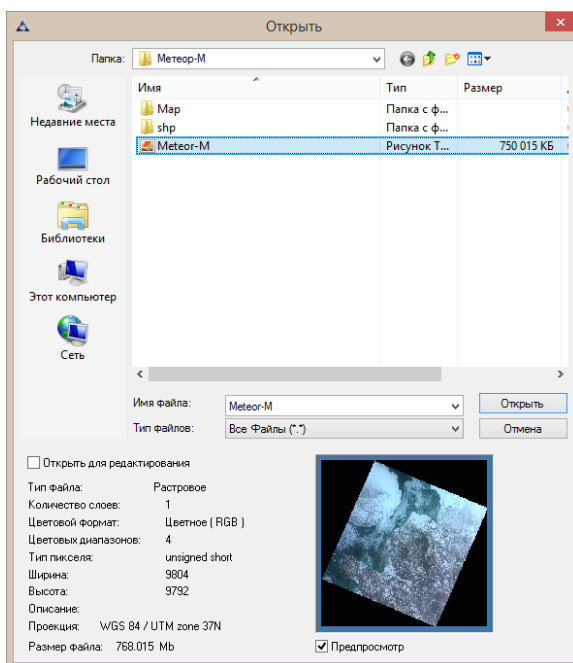 Открыть
Папка: Метеор-М
Имя Тип Размер
Map Папка с ф...
shp Папка с ф...
Meteor-M Рисунок Т... 750 015 КБ
Недавние места
Рабочий стол
Библиотеки
Этот компьютер
Сеть
Имя файла: Meteor-M Открыть
Тип файлов: Все Файлы (*.*) Отмена
Открыть для редактирования
Тип файла: Растровое
Количество слоев: 1
Цветовой формат: Цветное ( RGB )
Цветовых диапазонов: 4
Тип пикселя: unsigned short
Ширина: 9804
Высота: 9792
Описание:
Проекция: WGS 84 / UTM zone 37N
Размер файла: 768.015 Mb
Предпросмотр